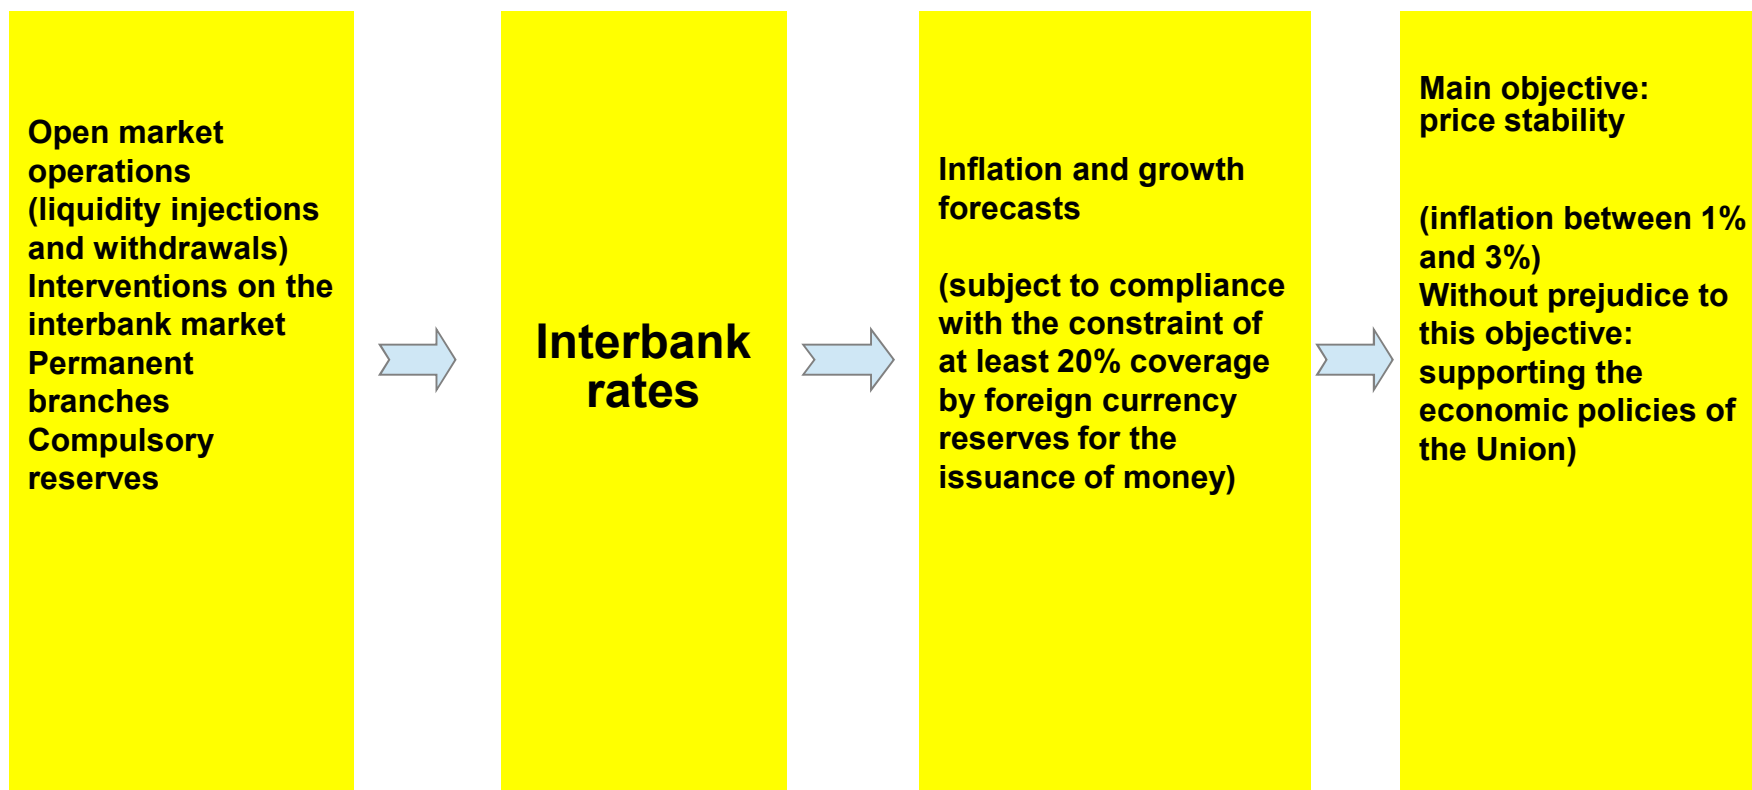 Open market
operations
(liquidity injections
and withdrawals)
Interventions on the
interbank market
Permanent
branches
Compulsory
reserves
Interbank
rates
Inflation and growth
forecasts
(subject to compliance
with the constraint of
at least 20% coverage
by foreign currency
reserves for the
issuance of money)
Main objective:
price stability
(inflation between 1%
and 3%)
Without prejudice to
this objective:
supporting the
economic policies of
the Union)